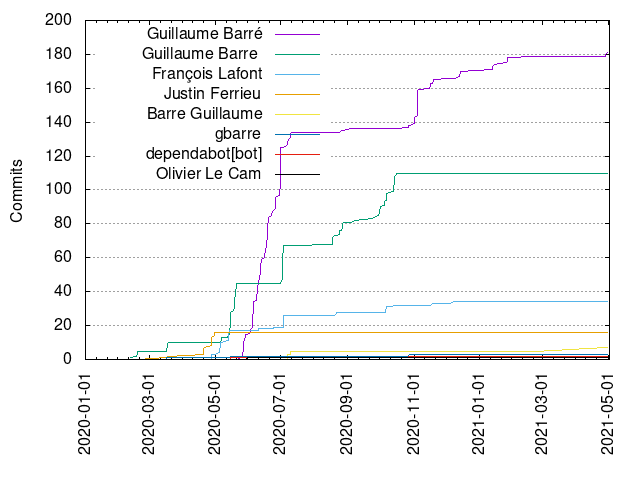 200
180
160
140
120
100
80
60
40
20
0
Commits
Guillaume Barré
Guillaume Barre
François Lafont
Justin Ferrieu
Barre Guillaume
gbarre
dependabot[bot]
Olivier Le Cam
2020-01-01
2020-03-01
2020-05-01
2020-07-01
2020-09-01
2020-11-01
2021-01-01
2021-03-01
2021-05-01